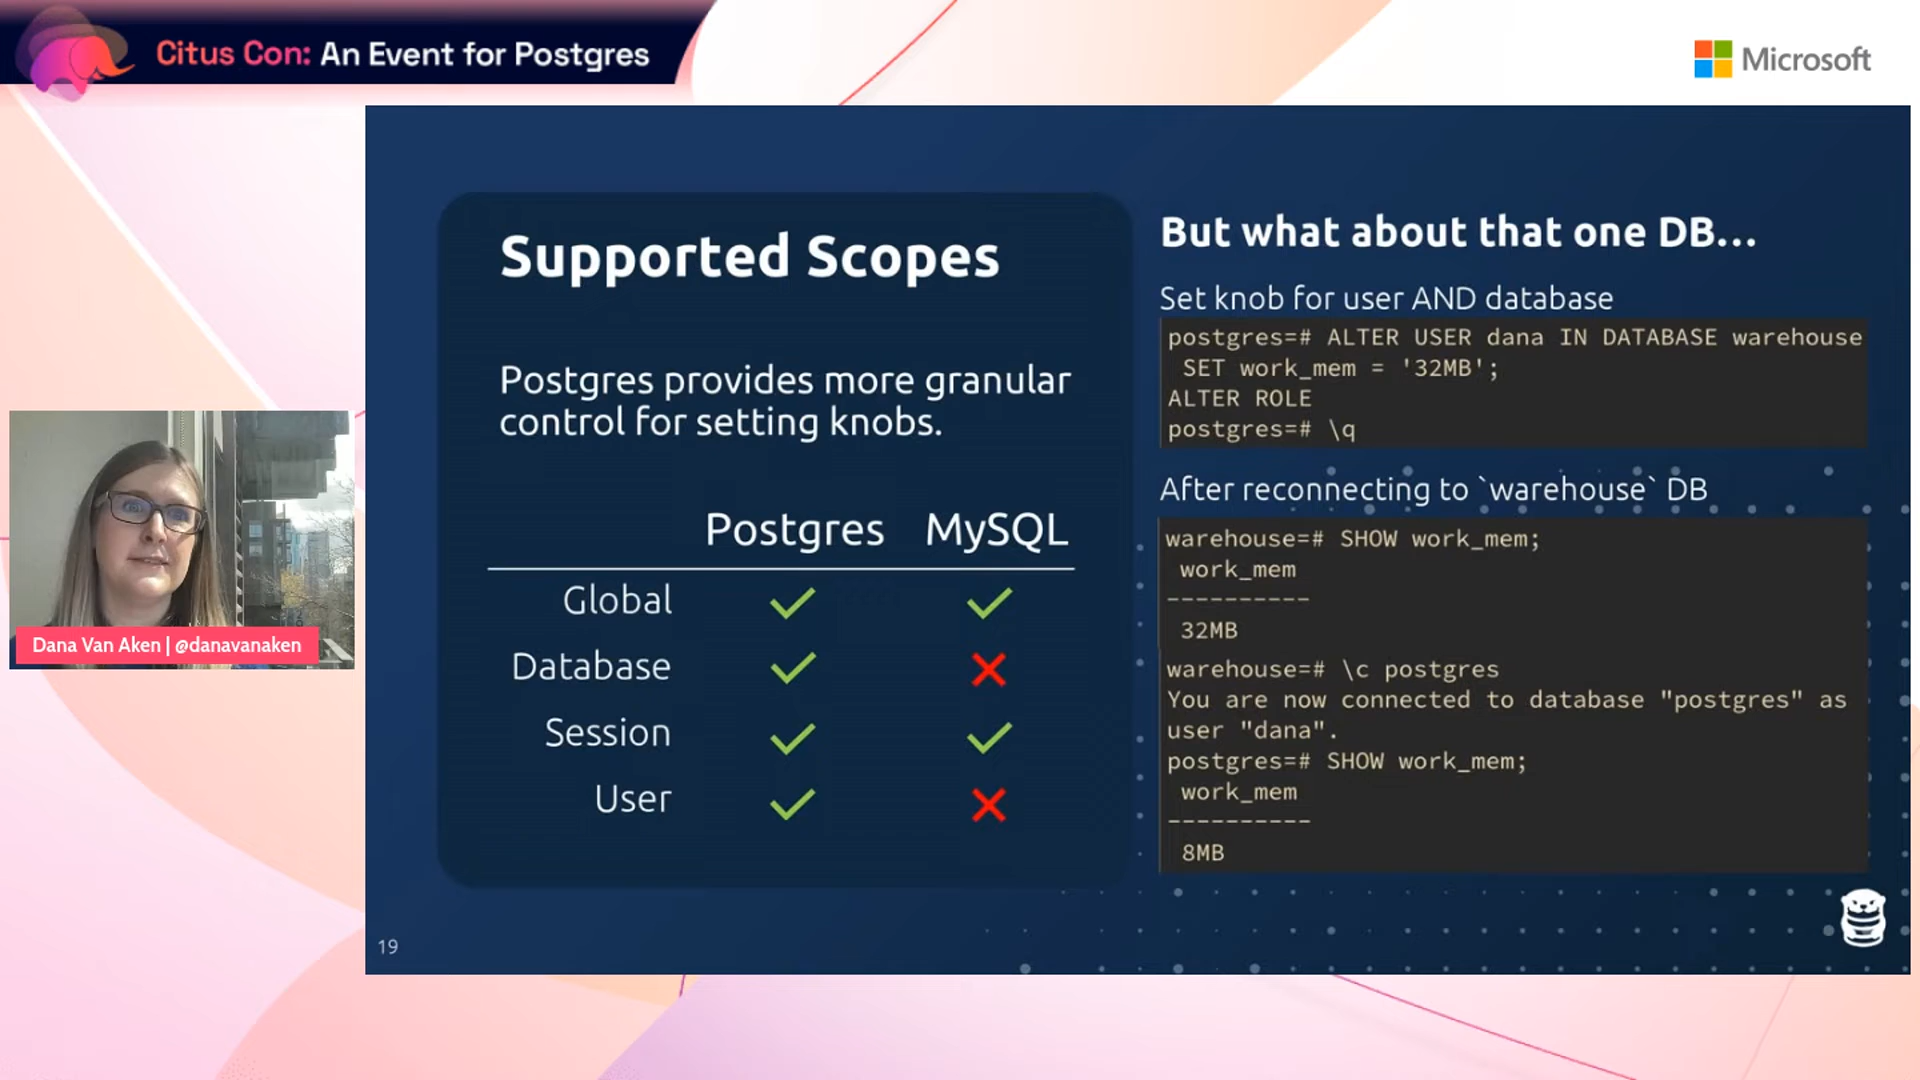 Citus Con: An Event for Postgres
Microsoft
Supported Scopes
Postgres provides more granular
control for setting knobs.
Postgres MySQL
Global
Database
Session
User
But what about that one DB...
Set knob for user AND database
postgres=# ALTER USER dana IN DATABASE warehouse
SET work_mem = '32MB';
ALTER ROLE
postgres=# \q
After reconnecting to `warehouse` DB
warehouse=# SHOW work_mem;
work_mem
----------
32MB
warehouse=# \c postgres
You are now connected to database "postgres" as
user "dana".
postgres=# SHOW work_mem;
work_mem
----------
8MB
Dana Van Aken | @danavanaken
19